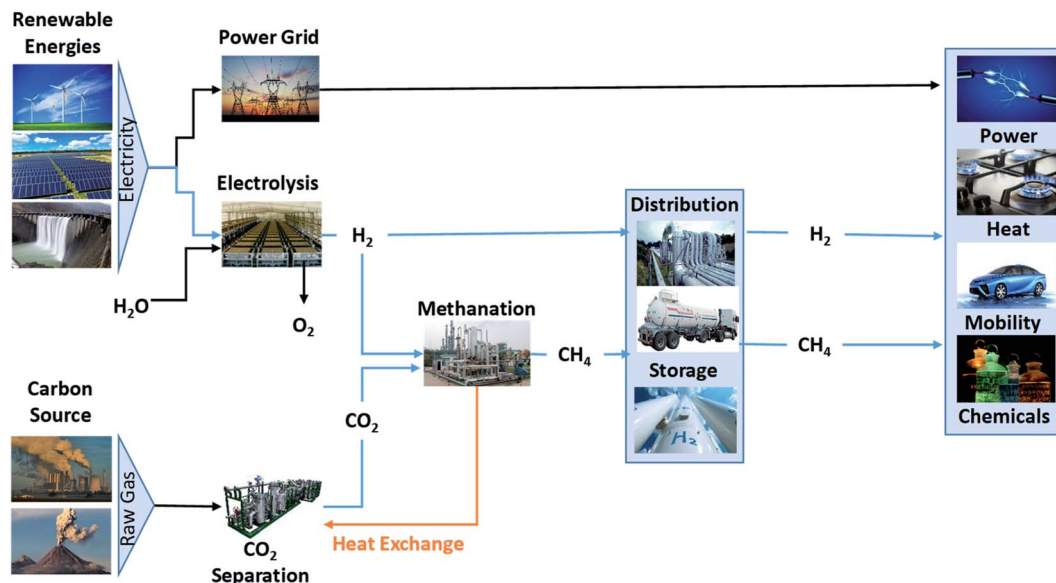 Renewable
Energies
Electricity
Power Grid
Electrolysis
H₂O
O₂
H₂
Methanation
CH₄
Carbon
Source
Raw Gas
CO₂
CO₂
Separation
Heat Exchange
Distribution
Storage
H₂
H₂
CH₄
Power
Heat
Mobility
Chemicals